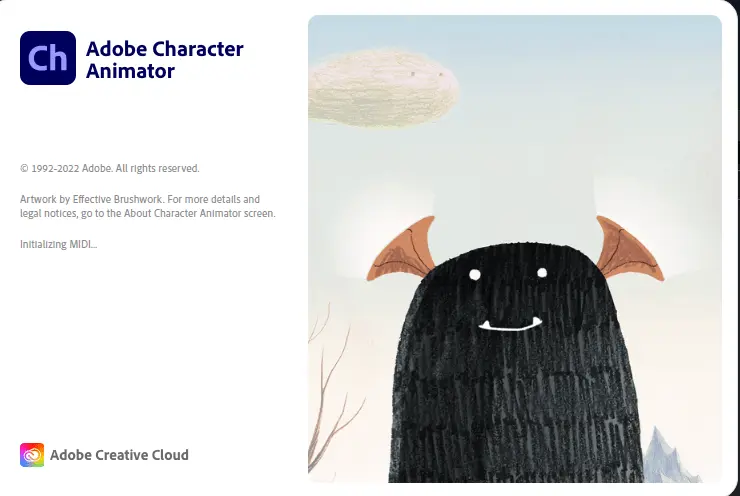 Ch
Adobe Character
Animator
© 1992-2022 Adobe. All rights reserved.
Artwork by Effective Brushwork. For more details and
legal notices, go to the About Character Animator screen.
Initializing MIDI...
Adobe Creative Cloud